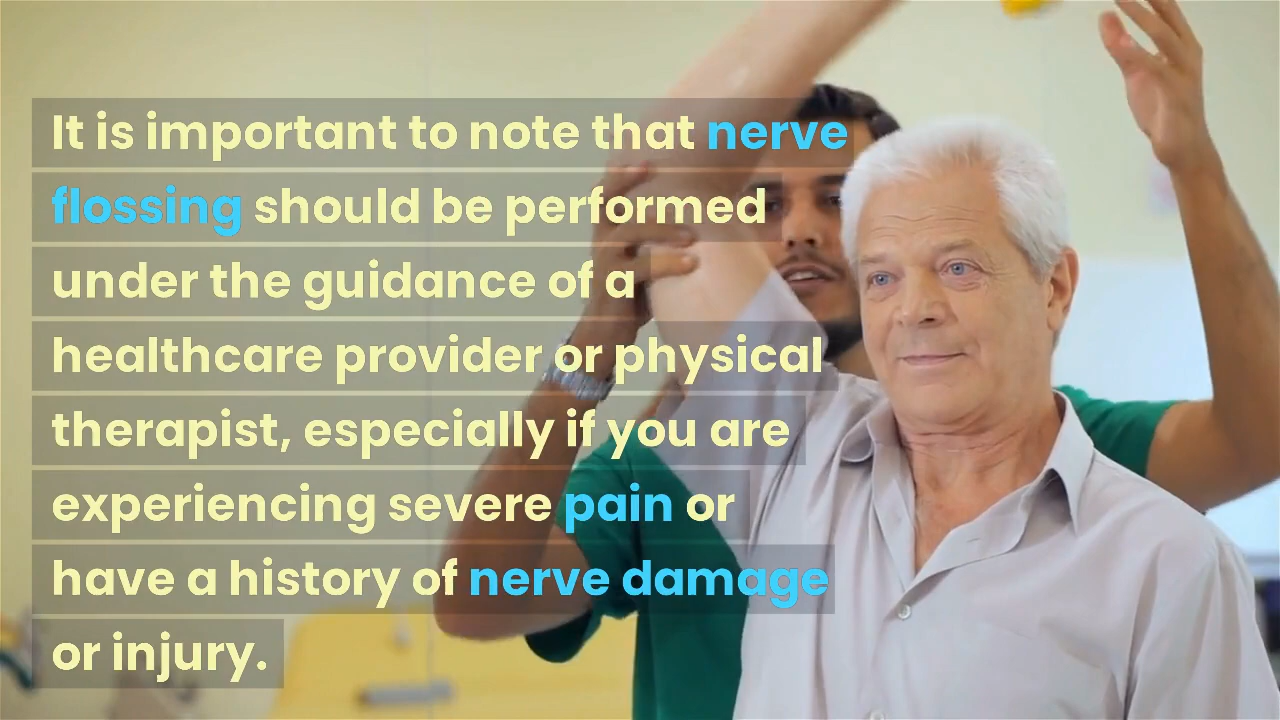 It is important to note that nerve
flossing should be performed
under the guidance of a
healthcare provider or physical
therapist, especially if you are
experiencing severe pain or
have a history of nerve damage
or injury.